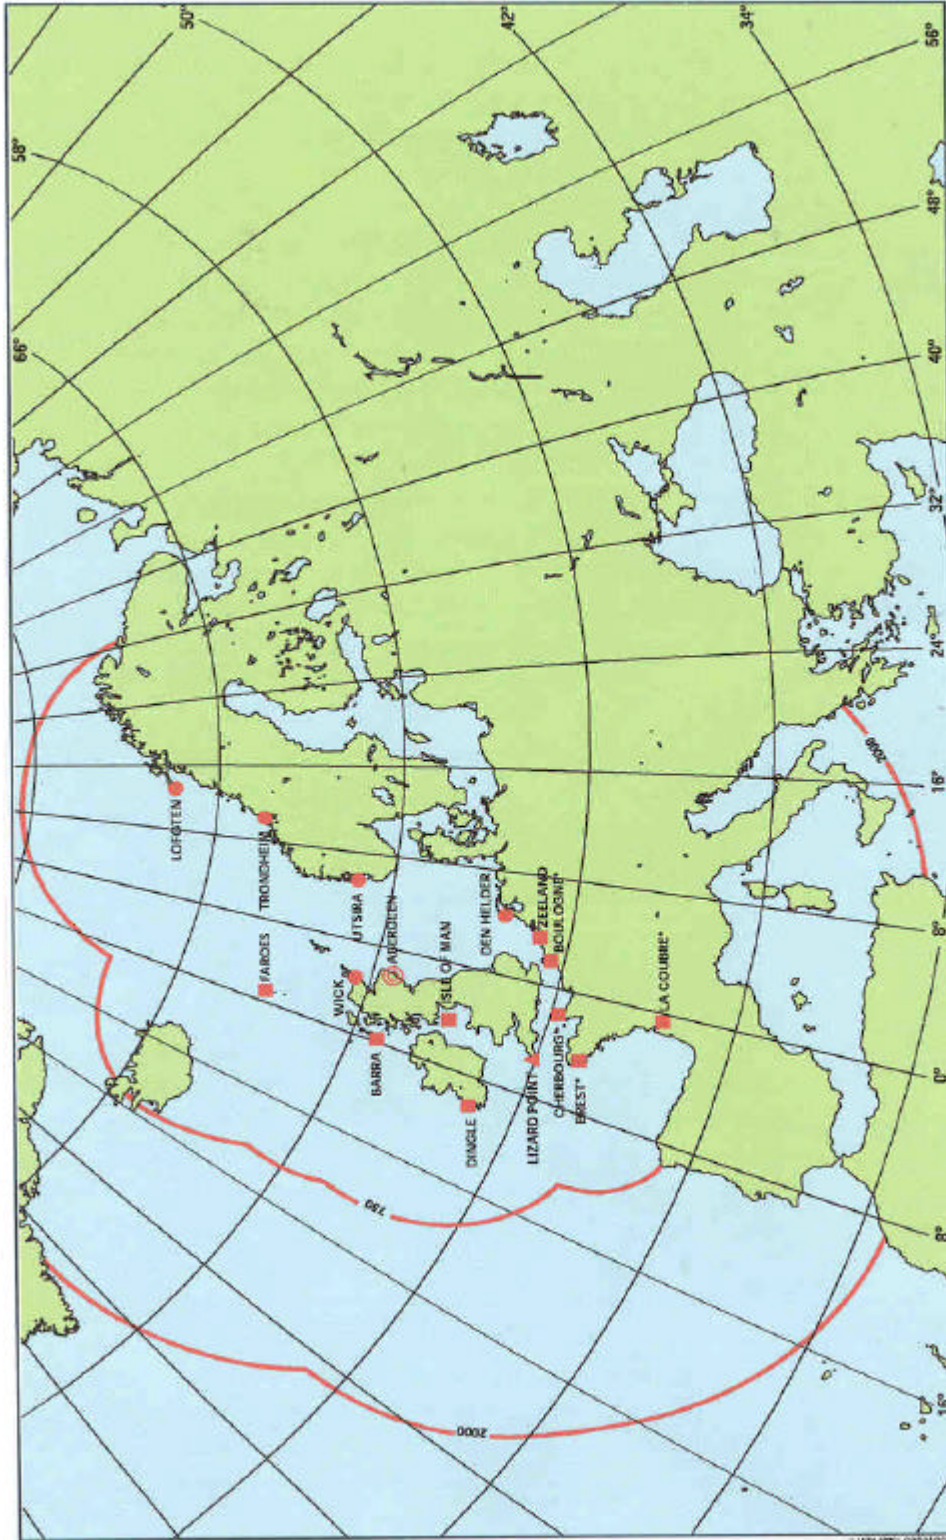 50°
42°
34°
56°
58°
48°
66°
40°
32°
24°
2000
16°
LOFOTEN
TRONDHEIM
UTSIRA
FAROES
WICK
ABERDEEN
ISLE OF MAN
DEN HELDER
ZEELAND
BOULOGNE*
BARRA
DINGLE
LIZARD POINT
CHERBOURG*
BREST*
LA COUBRE*
8°
0°
750
8°
2000
16°